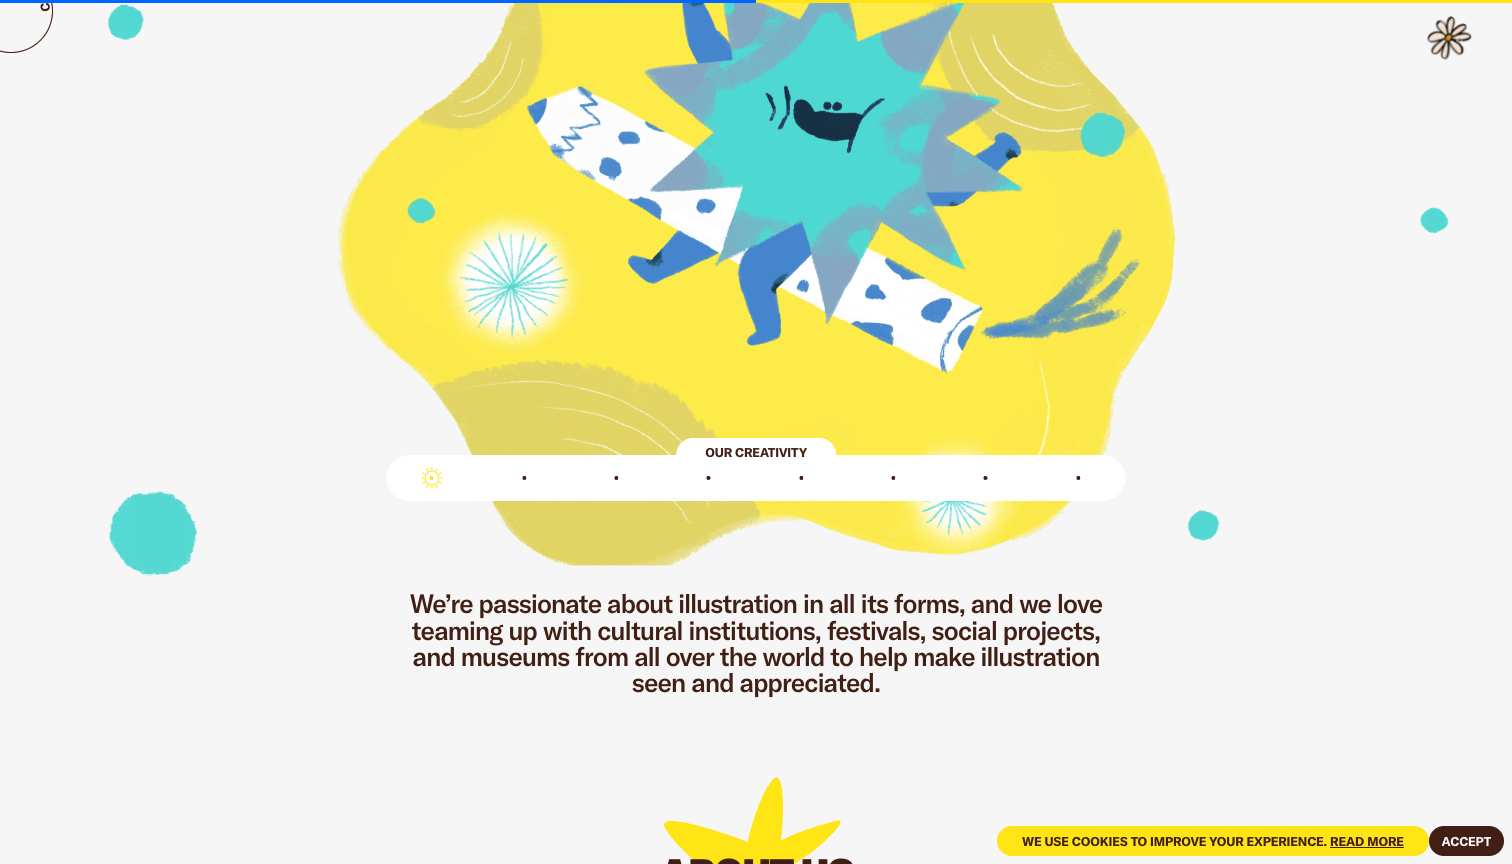 OUR CREATIVITY
We’re passionate about illustration in all its forms, and we love
teaming up with cultural institutions, festivals, social projects,
and museums from all over the world to help make illustration
seen and appreciated.
ABOUT US
WE USE COOKIES TO IMPROVE YOUR EXPERIENCE. READ MORE
ACCEPT